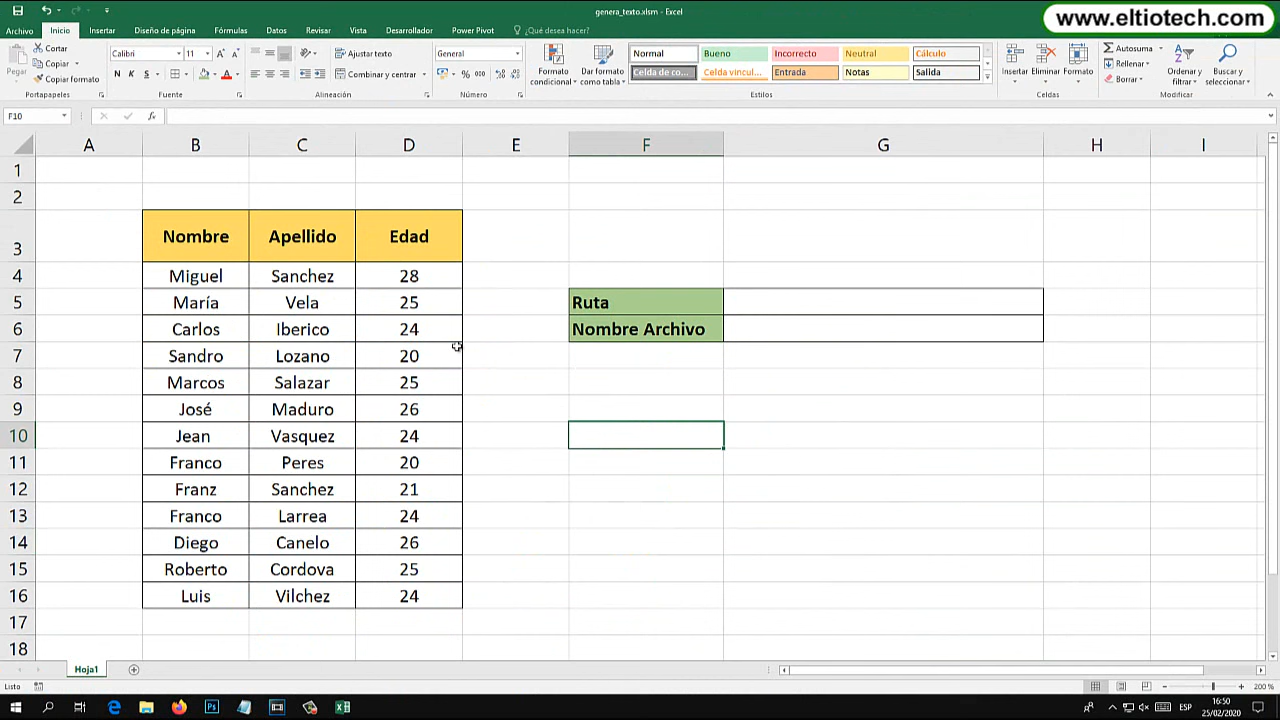 genera_texto.xlsm - Excel
www.eltiotech.com
Archivo Inicio Insertar Diseño de página Fórmulas Datos Revisar Vista Desarrollador Power Pivot ¿Qué desea hacer?
Pegar
Cortar
Copiar
Copiar formato
Portapapeles
Calibri 11
N K S
Fuente
Ajustar texto
Combinar y centrar
Alineación
General
% 000
Número
Formato condicional
Dar formato como tabla
Normal Bueno Incorrecto Neutral Cálculo
Celda de co... Celda vincul... Entrada Notas Salida
Estilos
Insertar Eliminar Formato
Celdas
Autosuma
Rellenar
Borrar
Ordenar y filtrar
Buscar y seleccionar
Modificar
F10
fx
A B C D E F G H I
1
2
3 Nombre Apellido Edad
4 Miguel Sanchez 28
5 María Vela 25 Ruta
6 Carlos Iberico 24 Nombre Archivo
7 Sandro Lozano 20
8 Marcos Salazar 25
9 José Maduro 26
10 Jean Vasquez 24
11 Franco Peres 20
12 Franz Sanchez 21
13 Franco Larrea 24
14 Diego Canelo 26
15 Roberto Cordova 25
16 Luis Vilchez 24
17
18
Hoja1
Listo
200 %
ESP
16:50
25/02/2020